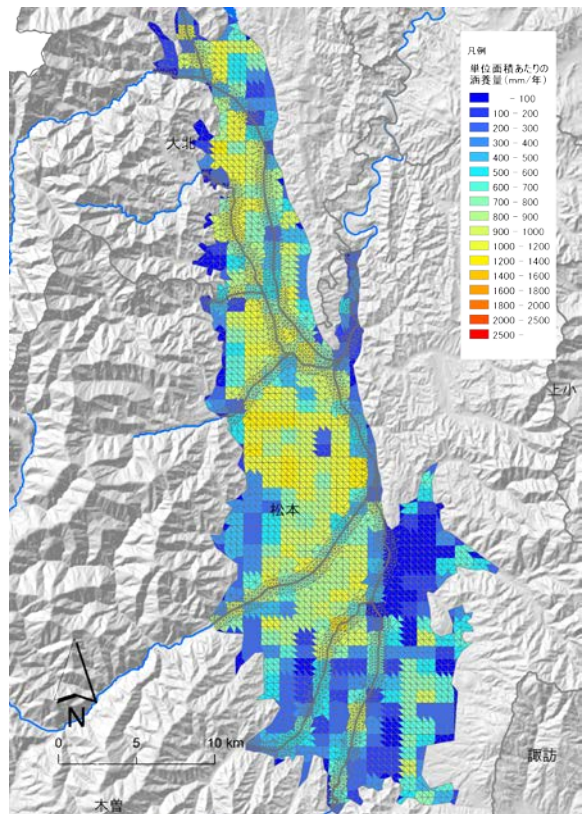 凡例
単位面積あたりの
涵養量(mm/年)
- 100
100 - 200
200 - 300
300 - 400
400 - 500
500 - 600
600 - 700
700 - 800
800 - 900
900 - 1000
1000 - 1200
1200 - 1400
1400 - 1600
1600 - 1800
1800 - 2000
2000 - 2500
2500 -
大北
上小
松本
N
0 5 10 km
諏訪
木曽